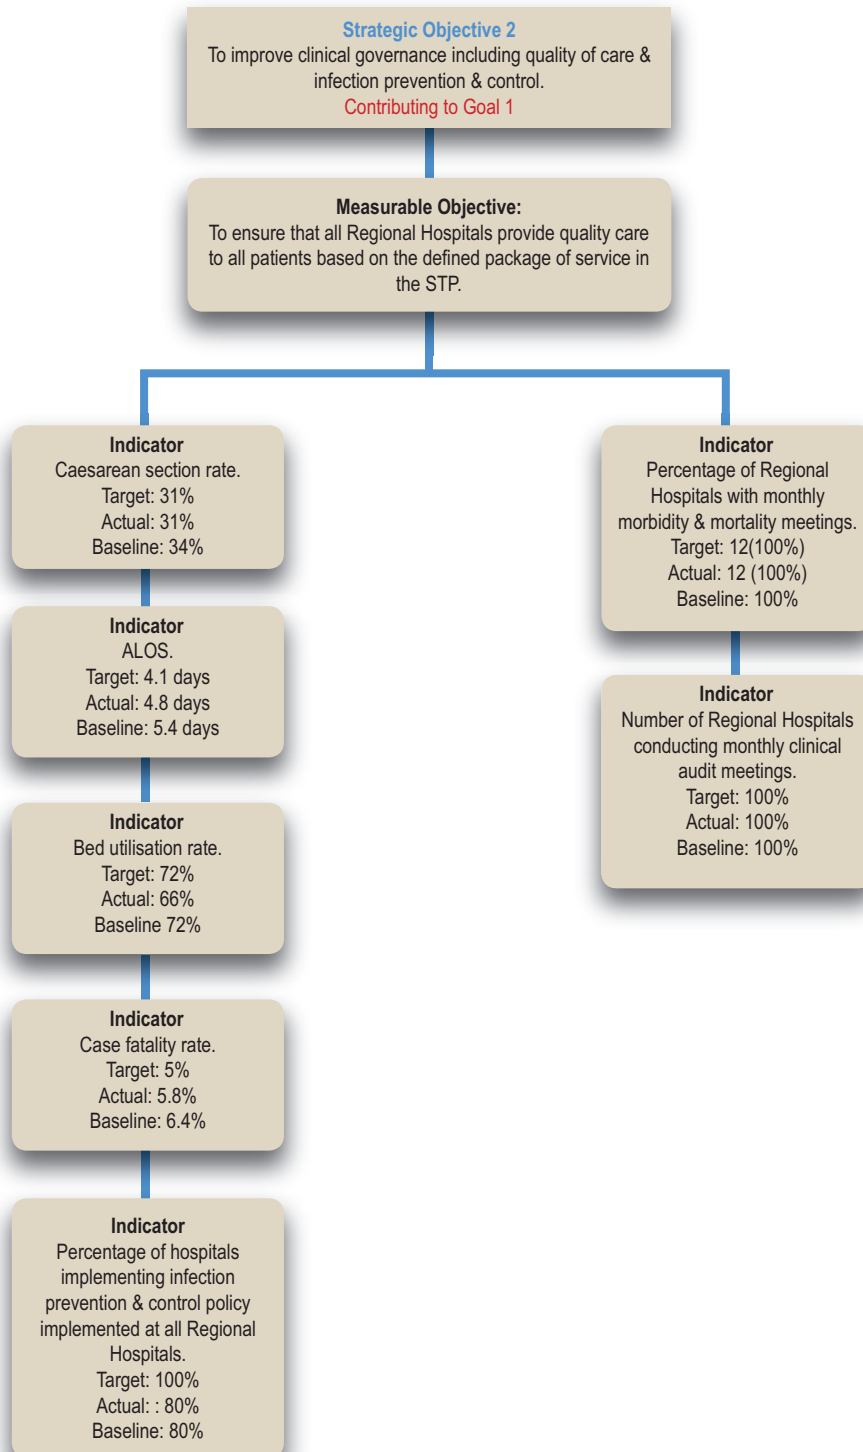 Strategic Objective 2
To improve clinical governance including quality of care &
infection prevention & control.
Contributing to Goal 1
Measurable Objective:
To ensure that all Regional Hospitals provide quality care
to all patients based on the defined package of service in
the STP.
Indicator
Caesarean section rate.
Target: 31%
Actual: 31%
Baseline: 34%
Indicator
ALOS.
Target: 4.1 days
Actual: 4.8 days
Baseline: 5.4 days
Indicator
Bed utilisation rate.
Target: 72%
Actual: 66%
Baseline 72%
Indicator
Case fatality rate.
Target: 5%
Actual: 5.8%
Baseline: 6.4%
Indicator
Percentage of hospitals
implementing infection
prevention & control policy
implemented at all Regional
Hospitals.
Target: 100%
Actual: : 80%
Baseline: 80%
Indicator
Percentage of Regional
Hospitals with monthly
morbidity & mortality meetings.
Target: 12(100%)
Actual: 12 (100%)
Baseline: 100%
Indicator
Number of Regional Hospitals
conducting monthly clinical
audit meetings.
Target: 100%
Actual: 100%
Baseline: 100%